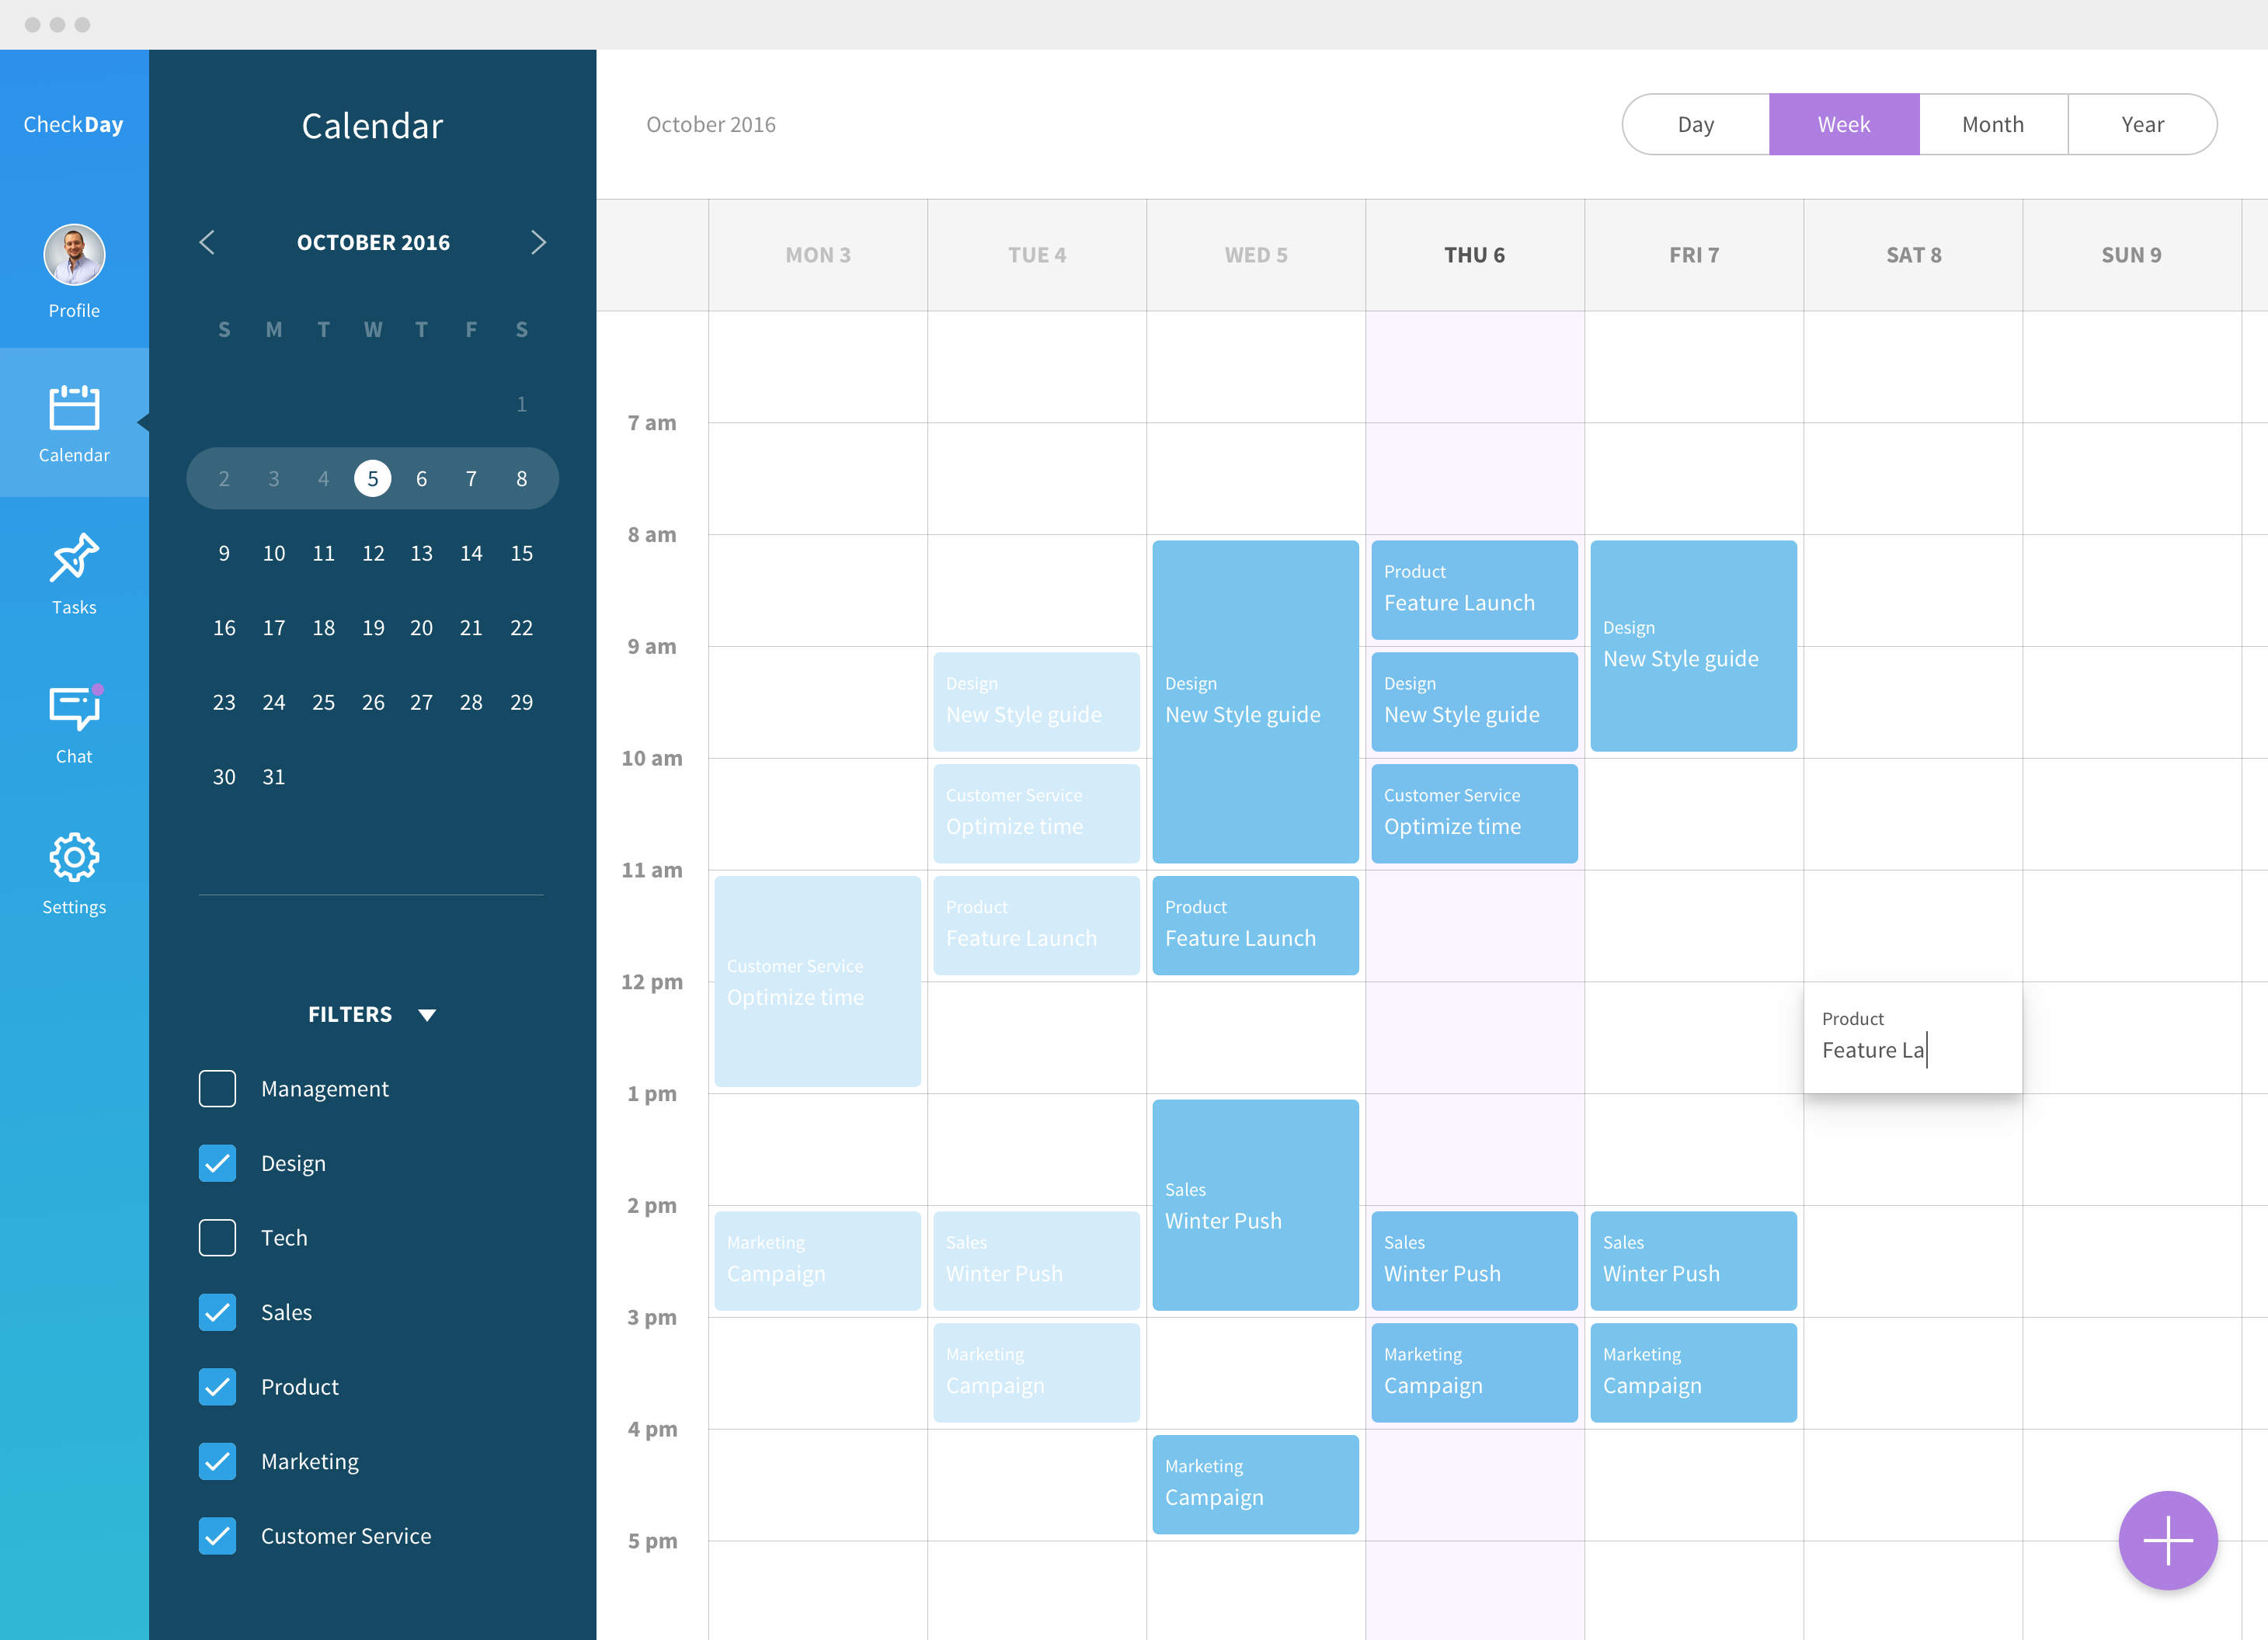 CheckDay
Profile
Calendar
Tasks
Chat
Settings
Calendar
OCTOBER 2016
S M T W T F S
1
2 3 4 5 6 7 8
9 10 11 12 13 14 15
16 17 18 19 20 21 22
23 24 25 26 27 28 29
30 31
FILTERS
Management
Design
Tech
Sales
Product
Marketing
Customer Service
October 2016
Day Week Month Year
MON 3 TUE 4 WED 5 THU 6 FRI 7 SAT 8 SUN 9
7 am
8 am
9 am
10 am
11 am
12 pm
1 pm
2 pm
3 pm
4 pm
5 pm
Customer Service
Optimize time
Marketing
Campaign
Design
New Style guide
Customer Service
Optimize time
Product
Feature Launch
Sales
Winter Push
Marketing
Campaign
Design
New Style guide
Product
Feature Launch
Sales
Winter Push
Marketing
Campaign
Product
Feature Launch
Design
New Style guide
Customer Service
Optimize time
Sales
Winter Push
Marketing
Campaign
Design
New Style guide
Sales
Winter Push
Marketing
Campaign
Product
Feature La